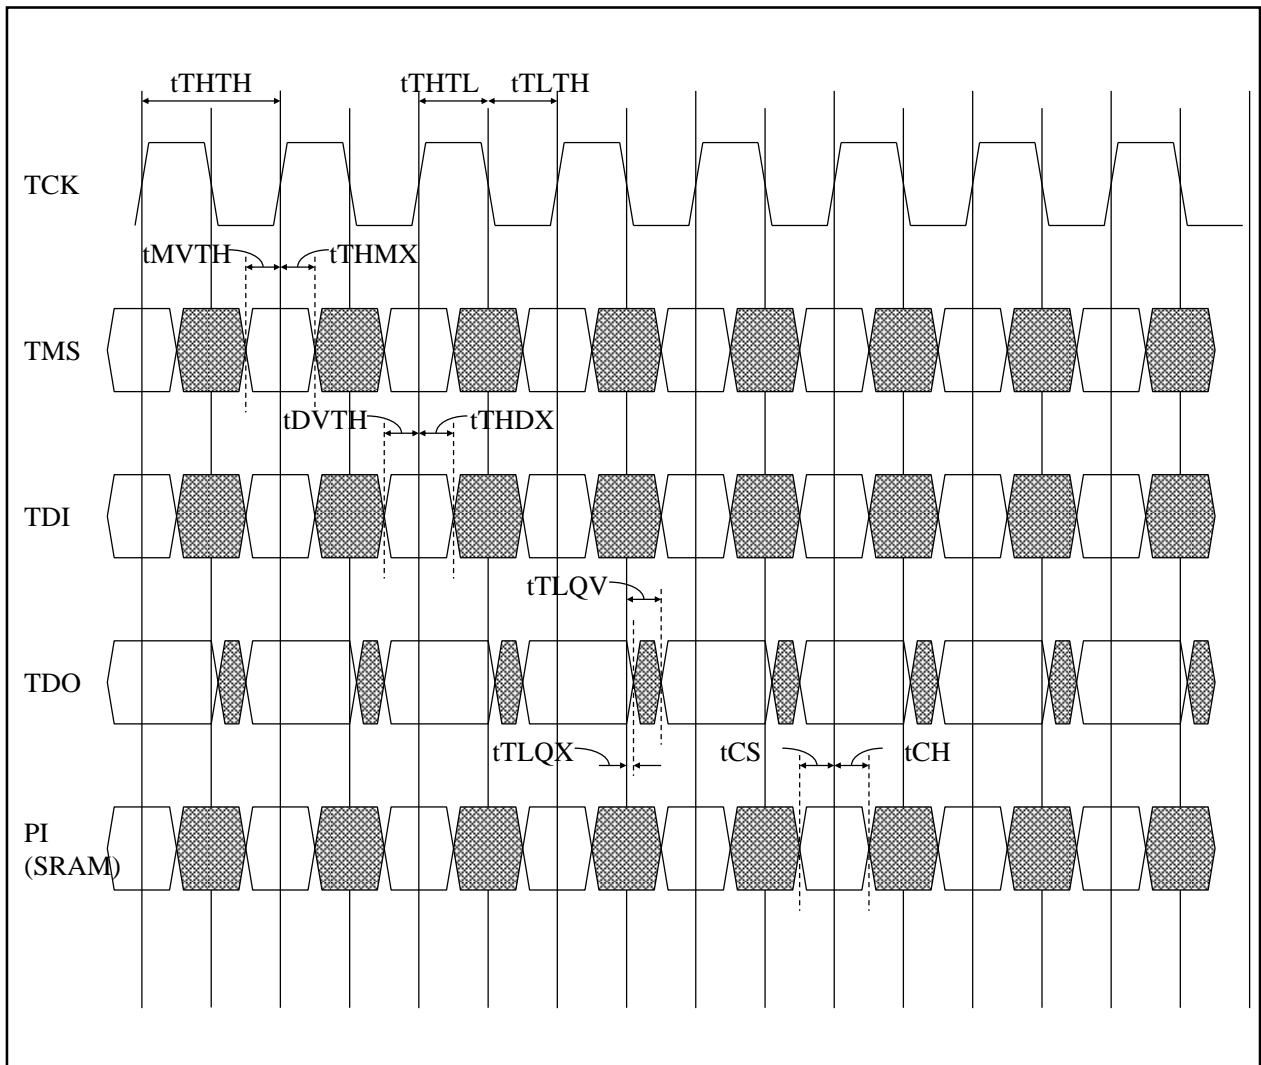 tTHTH
tTHTL
tTLTH
TCK
tMVTH
tTHMX
TMS
tDVTH
tTHDX
TDI
tTLQV
TDO
tTLQX
tCS
tCH
PI
(SRAM)